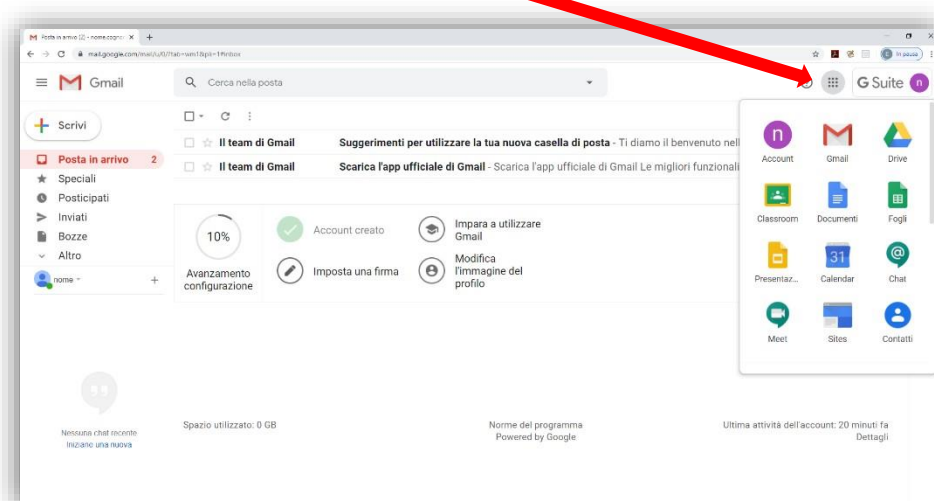 Posta in arrivo (2) - nome.cognom
mail.google.com/mail/u/0/?tab=wm1&pli=1#inbox
In pausa
Gmail
Cerca nella posta
G Suite
n
Scrivi
Il team di Gmail Suggerimenti per utilizzare la tua nuova casella di posta - Ti diamo il benvenuto nell
Il team di Gmail Scarica l'app ufficiale di Gmail - Scarica l'app ufficiale di Gmail Le migliori funzionali
Posta in arrivo 2
Speciali
Posticipati
Inviati
Bozze
Altro
nome
10%
Avanzamento
configurazione
Account creato
Imposta una firma
Impara a utilizzare
Gmail
Modifica
l'immagine del
profilo
n
Account Gmail Drive
Classroom Documenti Fogli
31
Presentaz... Calendar Chat
Meet Sites Contatti
Nessuna chat recente
Iniziano una nuova
Spazio utilizzato: 0 GB
Norme del programma
Powered by Google
Ultima attività dell'account: 20 minuti fa
Dettagli